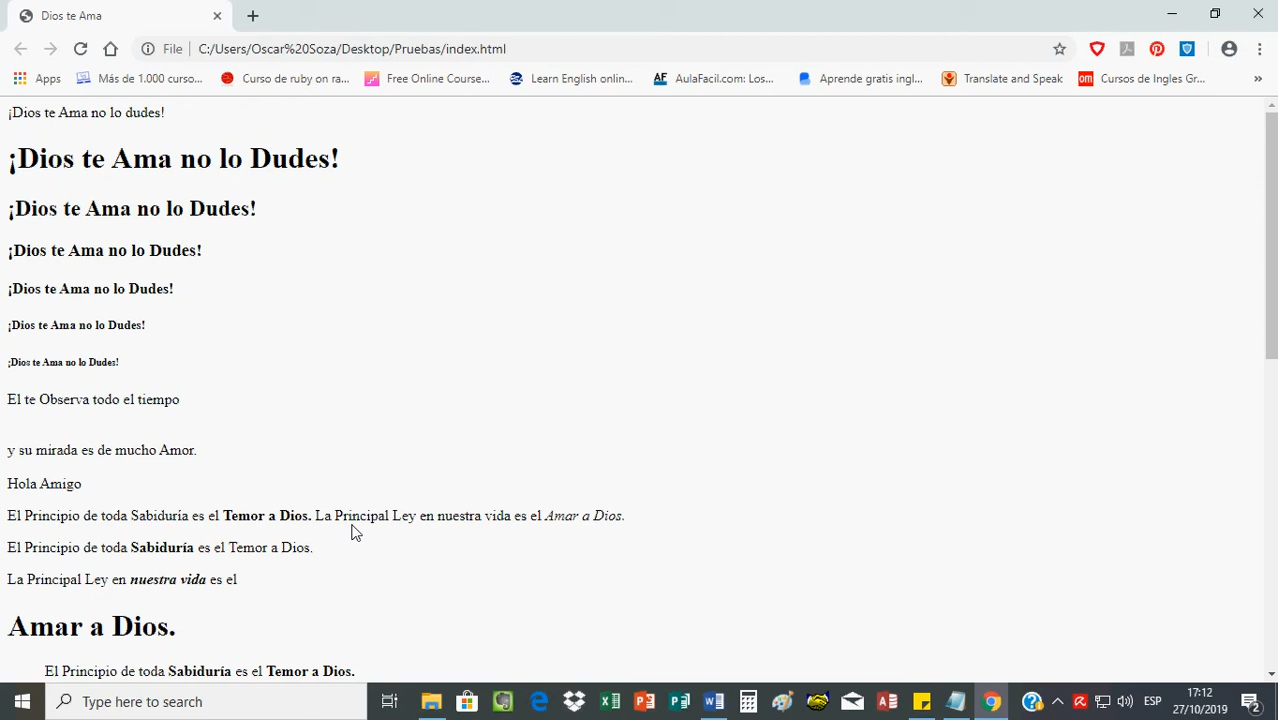 Dios te Ama
File C:/Users/Oscar%20Soza/Desktop/Pruebas/index.html
Apps Más de 1.000 curso... Curso de ruby on ra... Free Online Course... Learn English onlin... AulaFacil.com: Los... Aprende gratis ingl... Translate and Speak Cursos de Ingles Gr... »
¡Dios te Ama no lo dudes!
¡Dios te Ama no lo Dudes!
¡Dios te Ama no lo Dudes!
¡Dios te Ama no lo Dudes!
¡Dios te Ama no lo Dudes!
¡Dios te Ama no lo Dudes!
¡Dios te Ama no lo Dudes!
El te Observa todo el tiempo
y su mirada es de mucho Amor.
Hola Amigo
El Principio de toda Sabiduría es el Temor a Dios. La Principal Ley en nuestra vida es el Amar a Dios.
El Principio de toda Sabiduría es el Temor a Dios.
La Principal Ley en nuestra vida es el
Amar a Dios.
El Principio de toda Sabiduría es el Temor a Dios.
Type here to search
ESP
17:12
27/10/2019
2